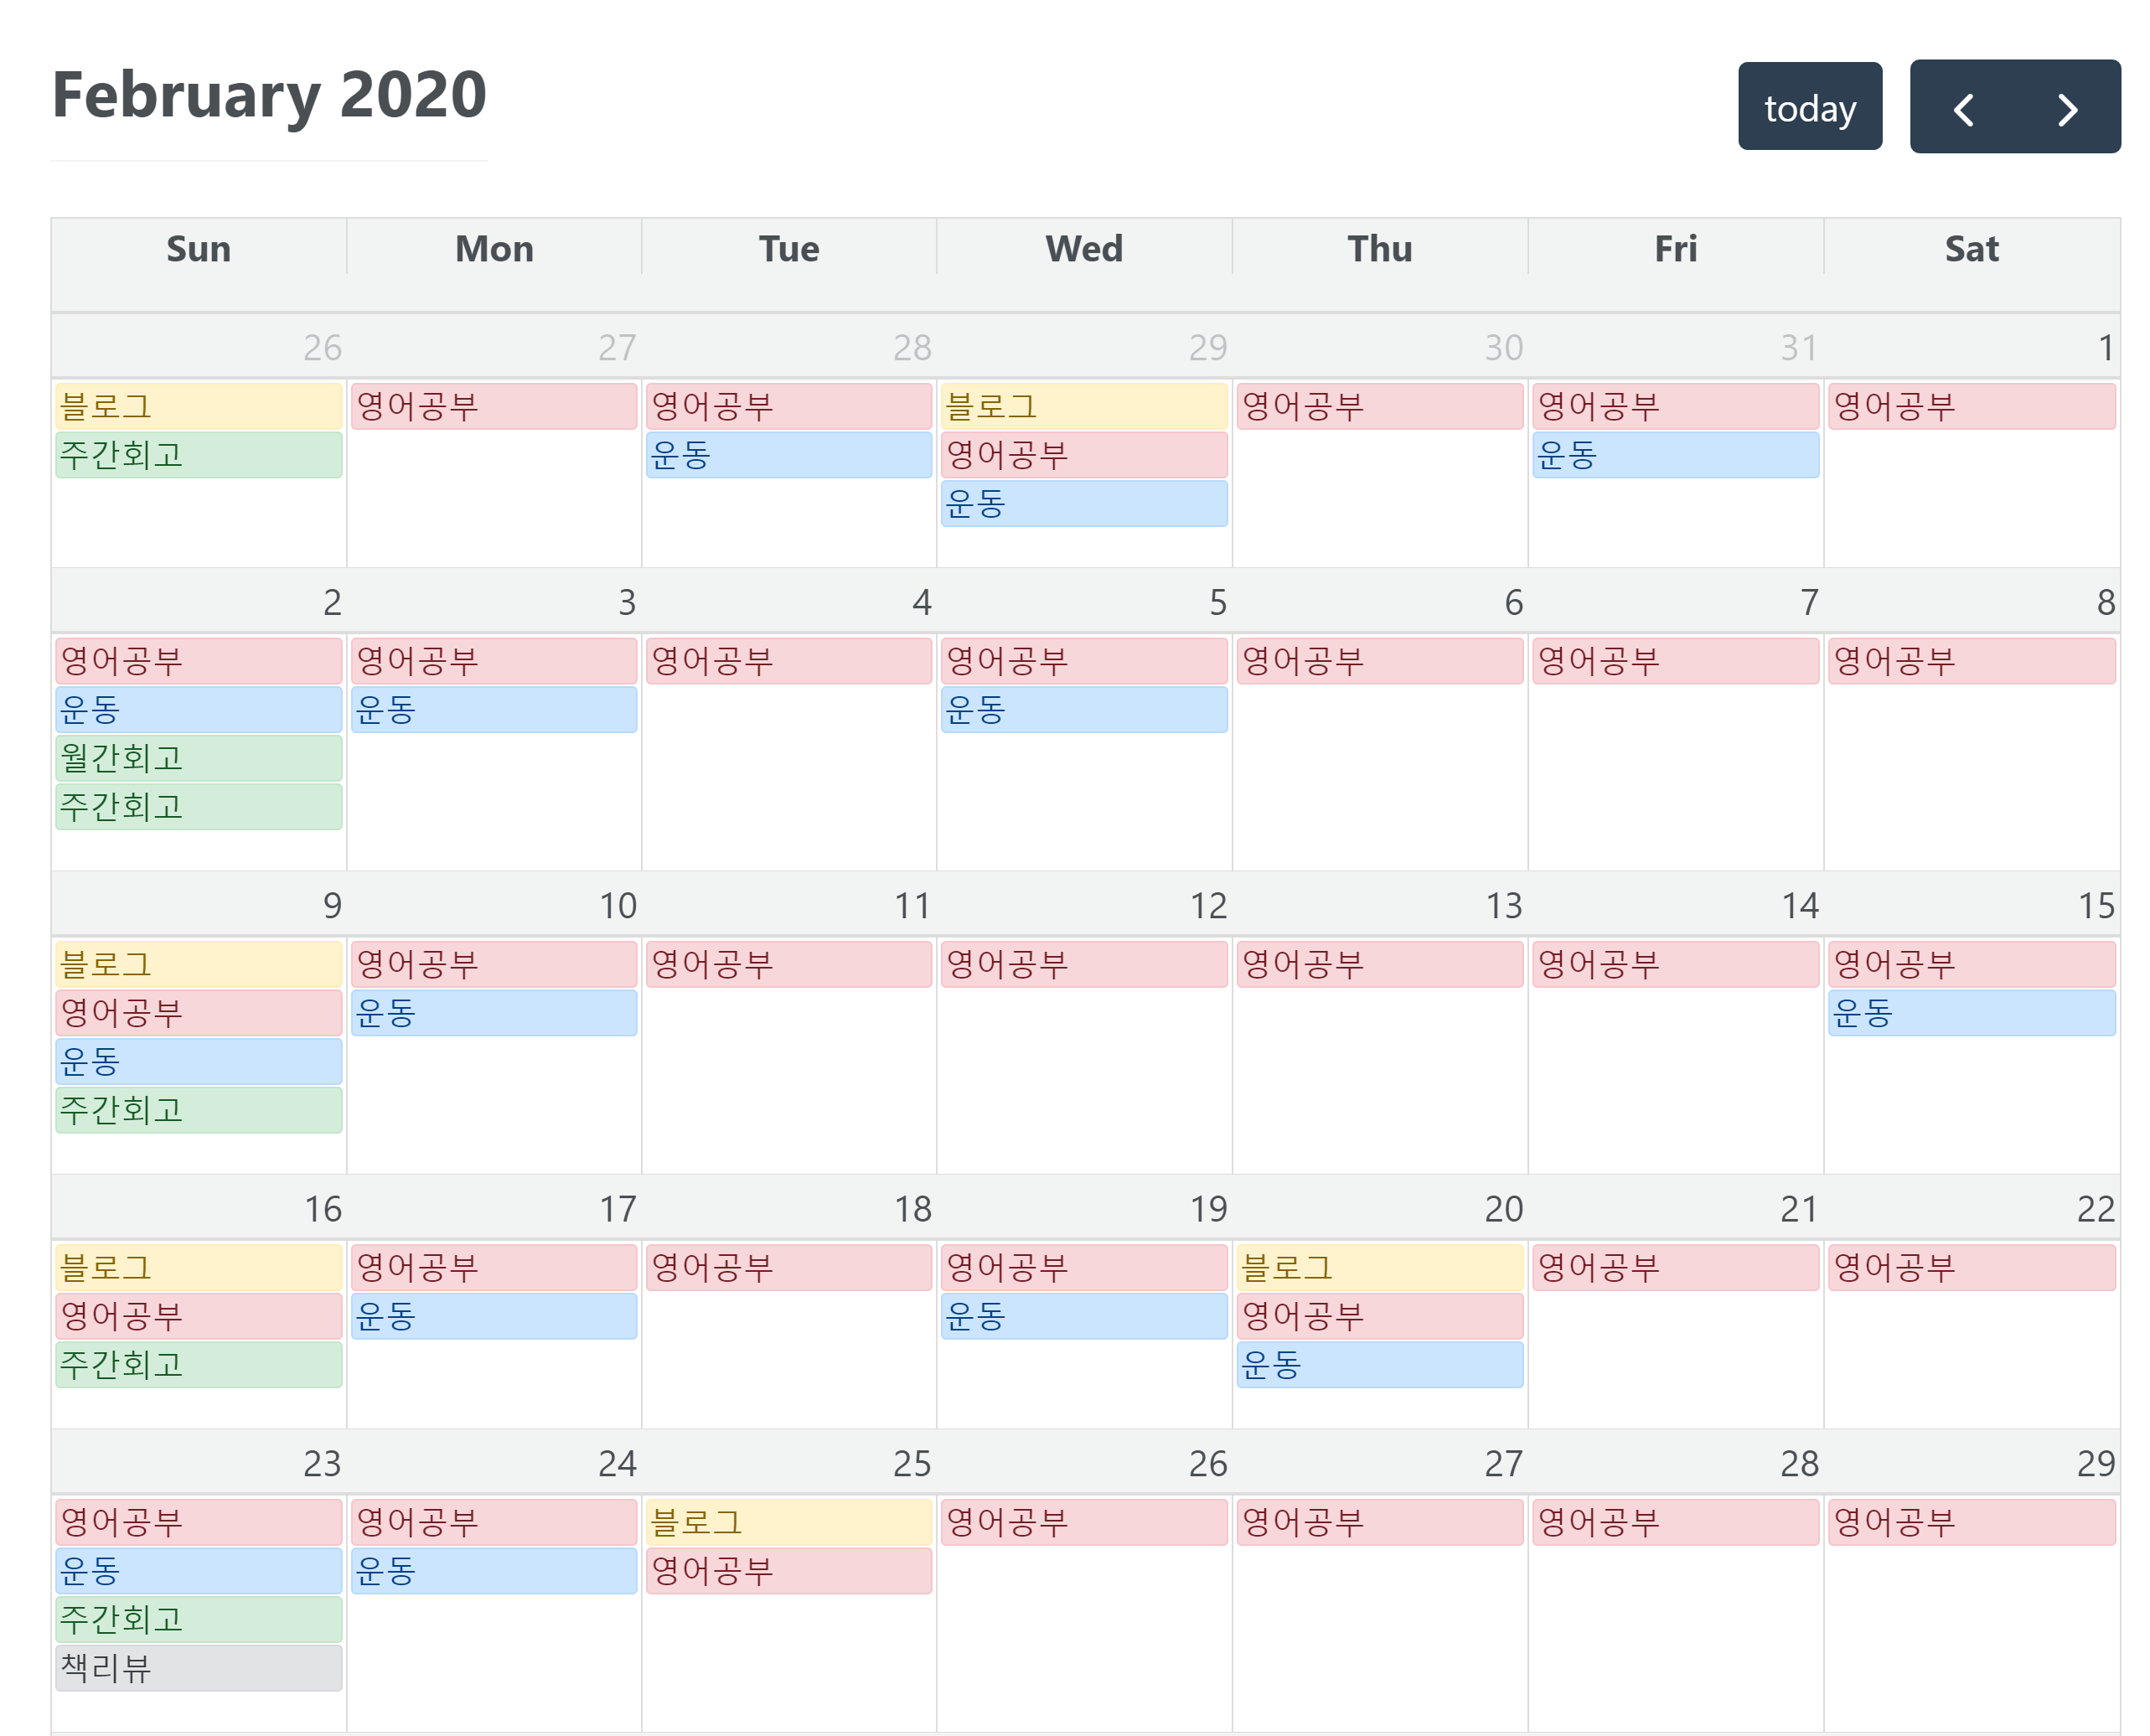 February 2020
today
Sun Mon Tue Wed Thu Fri Sat
26 27 28 29 30 31 1
블로그 영어공부 영어공부 블로그 영어공부 영어공부 영어공부
주간회고 운동 영어공부 운동
운동
2 3 4 5 6 7 8
영어공부 영어공부 영어공부 영어공부 영어공부 영어공부 영어공부
운동 운동 운동
월간회고
주간회고
9 10 11 12 13 14 15
블로그 영어공부 영어공부 영어공부 영어공부 영어공부 영어공부
영어공부 운동 운동
운동
주간회고
16 17 18 19 20 21 22
블로그 영어공부 영어공부 영어공부 블로그 영어공부 영어공부
영어공부 운동 운동 영어공부
주간회고 운동
23 24 25 26 27 28 29
영어공부 영어공부 블로그 영어공부 영어공부 영어공부 영어공부
운동 운동 영어공부
주간회고
책리뷰